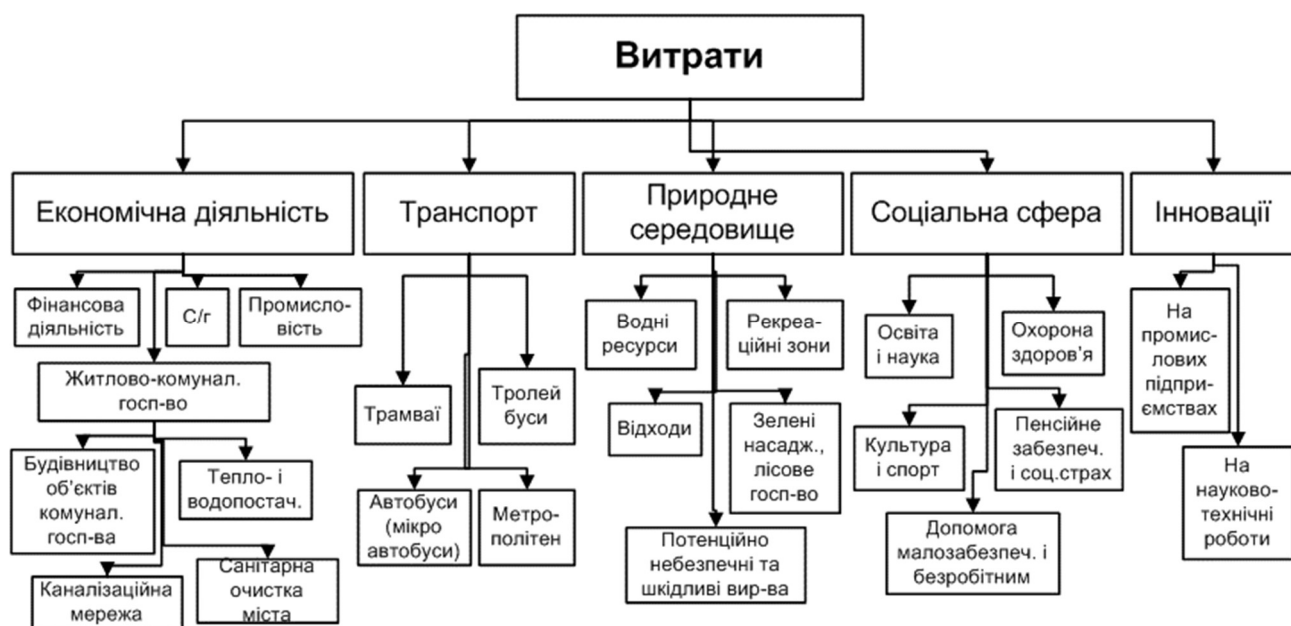 Витрати
Економічна діяльність
Транспорт
Природне
середовище
Соціальна сфера
Інновації
Фінансова
діяльність
С/г
Промисло-
вість
Житлово-комунал.
госп-во
Будівництво
об'єктів
комунал.
госп-ва
Тепло- і
водопостач.
Каналізаційна
мережа
Санітарна
очистка
міста
Трамваї
Тролей
буси
Автобуси
(мікро
автобуси)
Метро-
політен
Водні
ресурси
Рекреа-
ційні зони
Відходи
Зелені
насадж.,
лісове
госп-во
Потенційно
небезпечні та
шкідливі вир-ва
Освіта
і наука
Охорона
здоров'я
Культура
і спорт
Пенсійне
забезпеч.
і соц.страх
Допомога
малозабезпеч. і
безробітним
На
промис-
лових
підпри-
ємствах
На
науково-
технічні
роботи